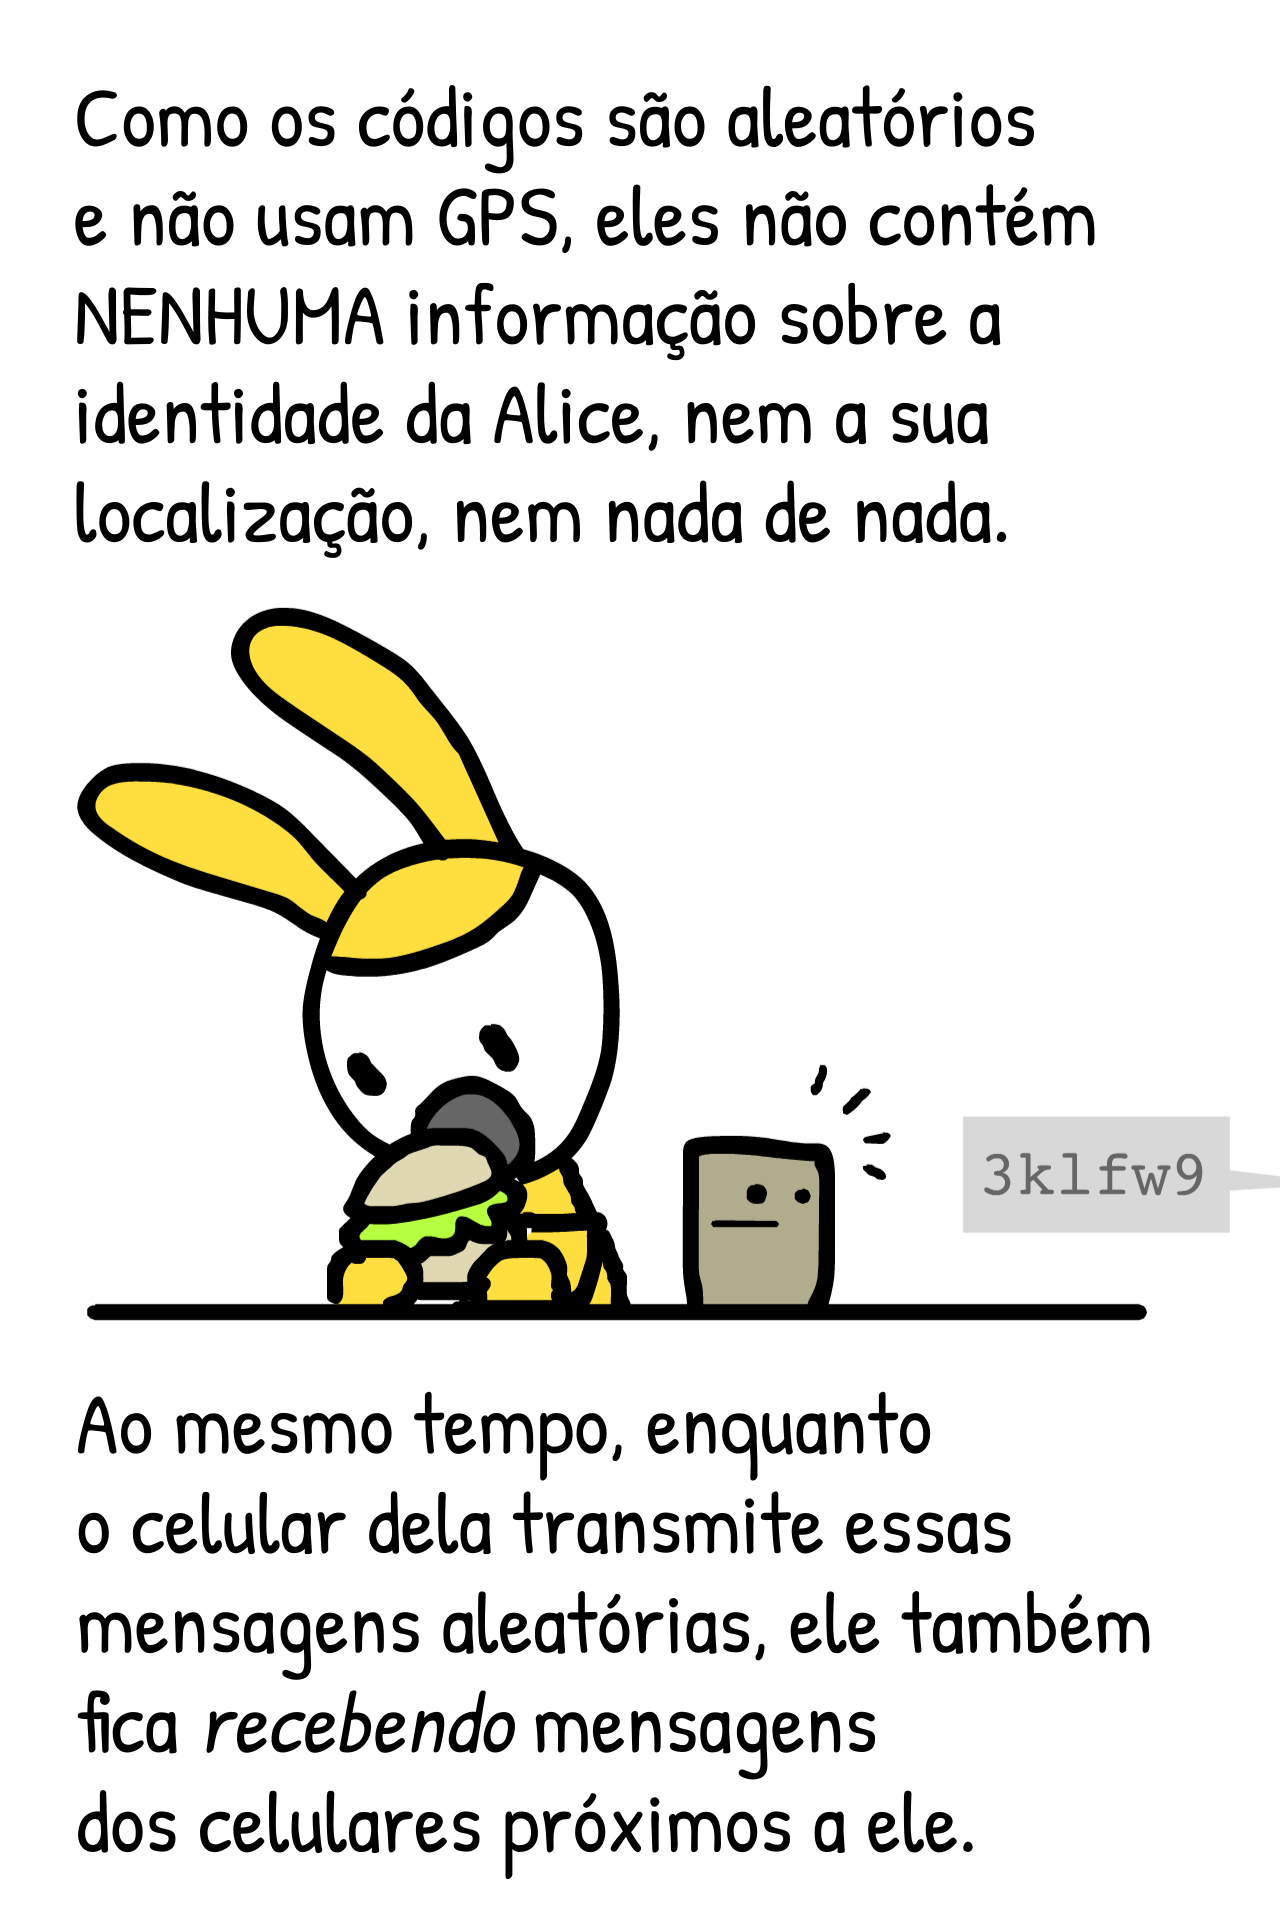 Como os códigos são aleatórios
e não usam GPS, eles não contém
NENHUMA informação sobre a
identidade da Alice, nem a sua
localização, nem nada de nada.
3klfw9
Ao mesmo tempo, enquanto
o celular dela transmite essas
mensagens aleatórias, ele também
fica recebendo mensagens
dos celulares próximos a ele.